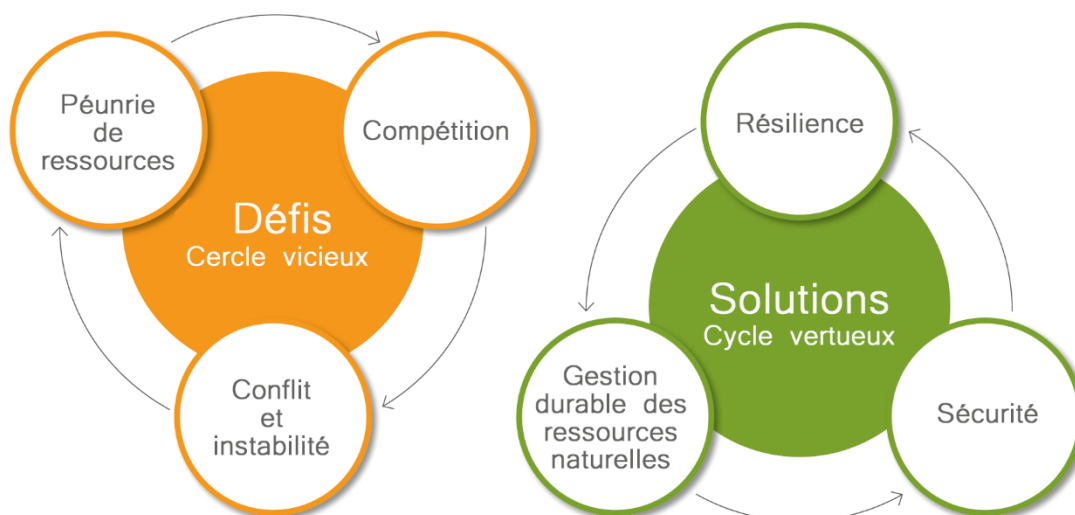 Péunrie
de
ressources
Compétition
Défis
Cercle vicieux
Conflit
et
instabilité
Résilience
Solutions
Cycle vertueux
Gestion
durable des
ressources
naturelles
Sécurité